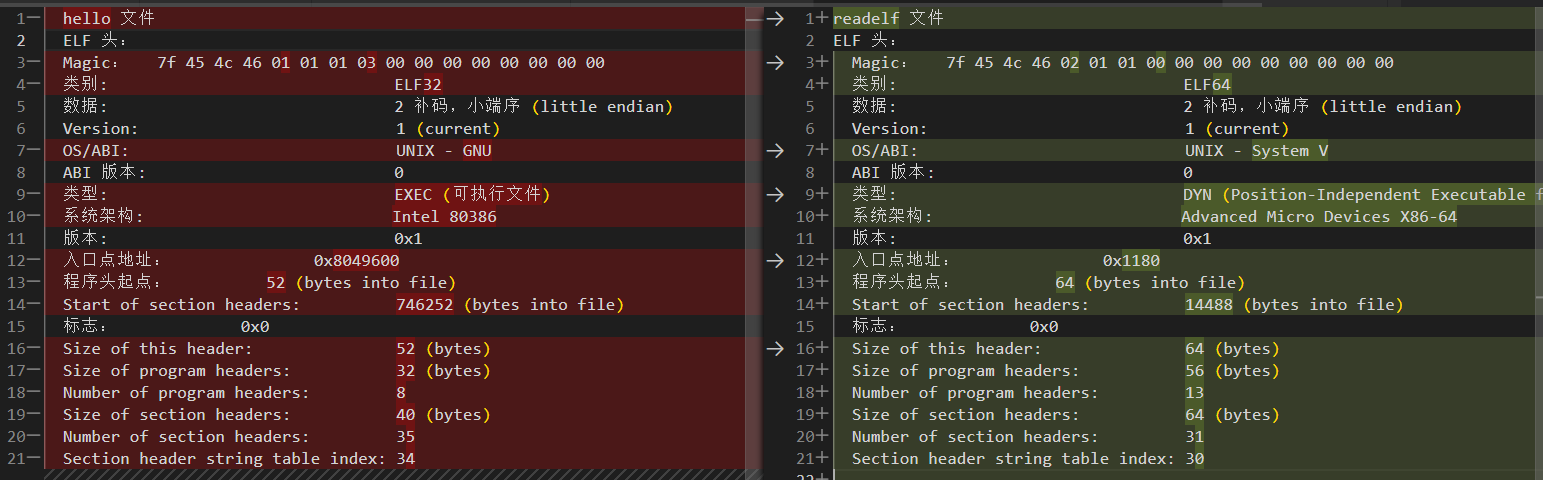 1 hello 文件
2 ELF 头:
3 Magic: 7f 45 4c 46 01 01 01 03 00 00 00 00 00 00 00 00
4 类别: ELF32
5 数据: 2 补码，小端序 (little endian)
6 Version: 1 (current)
7 OS/ABI: UNIX - GNU
8 ABI 版本: 0
9 类型: EXEC (可执行文件)
10 系统架构: Intel 80386
11 版本: 0x1
12 入口点地址: 0x8049600
13 程序头起点: 52 (bytes into file)
14 Start of section headers: 746252 (bytes into file)
15 标志: 0x0
16 Size of this header: 52 (bytes)
17 Size of program headers: 32 (bytes)
18 Number of program headers: 8
19 Size of section headers: 40 (bytes)
20 Number of section headers: 35
21 Section header string table index: 34
1+ readelf 文件
2 ELF 头:
3+ Magic: 7f 45 4c 46 02 01 01 00 00 00 00 00 00 00 00 00
4+ 类别: ELF64
5 数据: 2 补码，小端序 (little endian)
6 Version: 1 (current)
7+ OS/ABI: UNIX - System V
8 ABI 版本: 0
9+ 类型: DYN (Position-Independent Executable f
10+ 系统架构: Advanced Micro Devices X86-64
11 版本: 0x1
12+ 入口点地址: 0x1180
13+ 程序头起点: 64 (bytes into file)
14+ Start of section headers: 14488 (bytes into file)
15 标志: 0x0
16+ Size of this header: 64 (bytes)
17+ Size of program headers: 56 (bytes)
18+ Number of program headers: 13
19+ Size of section headers: 64 (bytes)
20+ Number of section headers: 31
21+ Section header string table index: 30